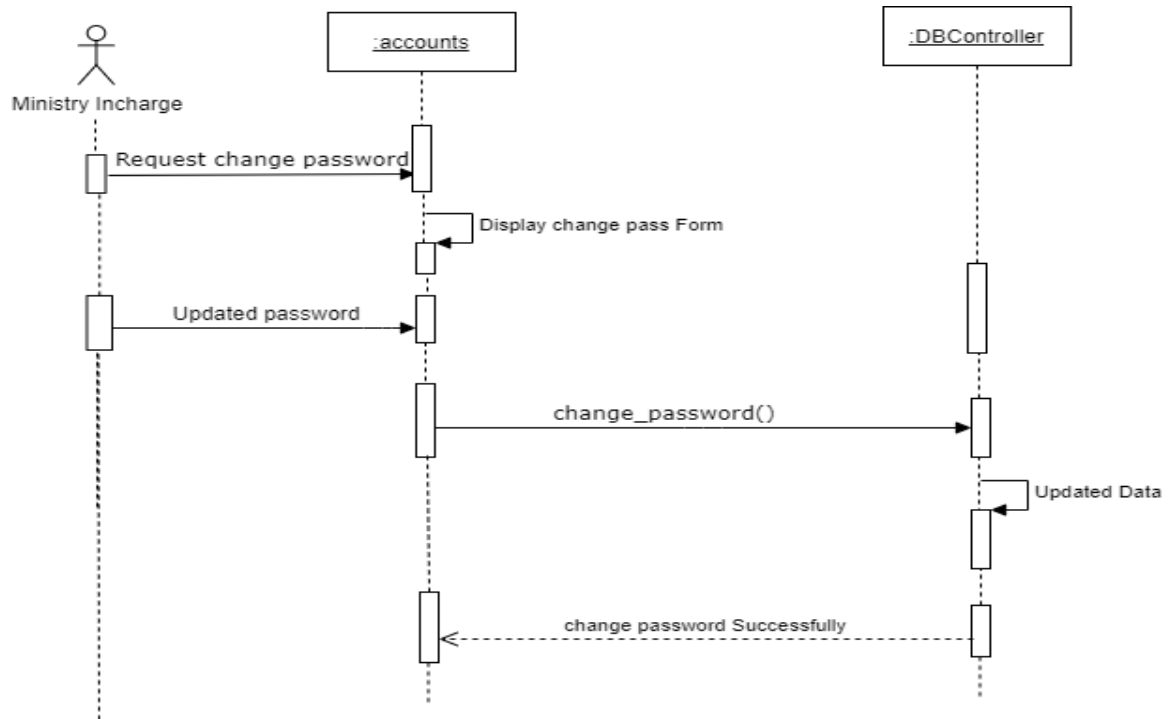 :accounts
:DBController
Ministry Incharge
Request change password
Display change pass Form
Updated password
change_password()
Updated Data
change password Successfully